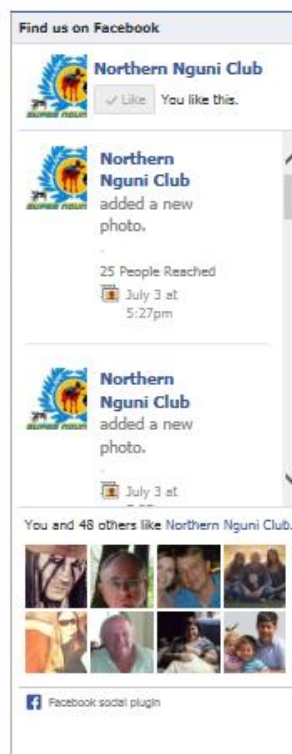 Find us on Facebook
Northern Nguni Club
Like You like this.
Northern
Nguni Club
added a new
photo.
25 People Reached
July 3 at
5:27pm
Northern
Nguni Club
added a new
photo.
July 3 at
You and 48 others like Northern Nguni Club.
Facebook social plugin